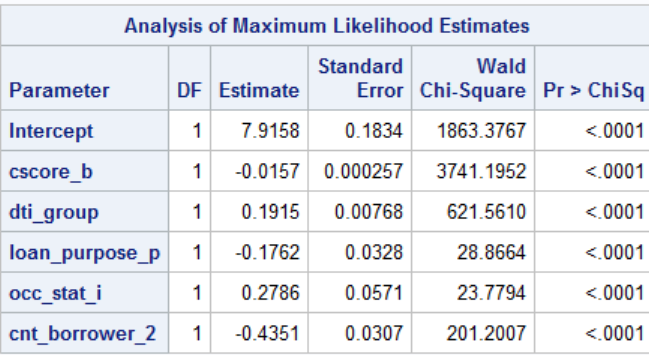 Analysis of Maximum Likelihood Estimates
Parameter DF Estimate Standard Error Wald Chi-Square Pr > ChiSq
Intercept 1 7.9158 0.1834 1863.3767 <.0001
cscore_b 1 -0.0157 0.000257 3741.1952 <.0001
dti_group 1 0.1915 0.00768 621.5610 <.0001
loan_purpose_p 1 -0.1762 0.0328 28.8664 <.0001
occ_stat_i 1 0.2786 0.0571 23.7794 <.0001
cnt_borrower_2 1 -0.4351 0.0307 201.2007 <.0001